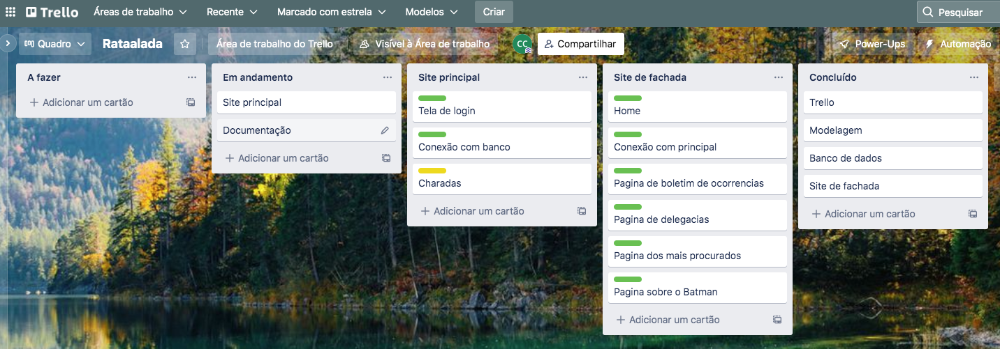 Trello Áreas de trabalho Recente Marcado com estrela Modelos Criar Pesquisar
Quadro Rataalada Área de trabalho do Trello Visível à Área de trabalho CC Compartilhar Power-Ups Automação
A fazer
Adicionar um cartão
Em andamento
Site principal
Documentação
Adicionar um cartão
Site principal
Tela de login
Conexão com banco
Charadas
Adicionar um cartão
Site de fachada
Home
Conexão com principal
Pagina de boletim de ocorrencias
Pagina de delegacias
Pagina dos mais procurados
Pagina sobre o Batman
Adicionar um cartão
Concluído
Trello
Modelagem
Banco de dados
Site de fachada
Adicionar um cartão